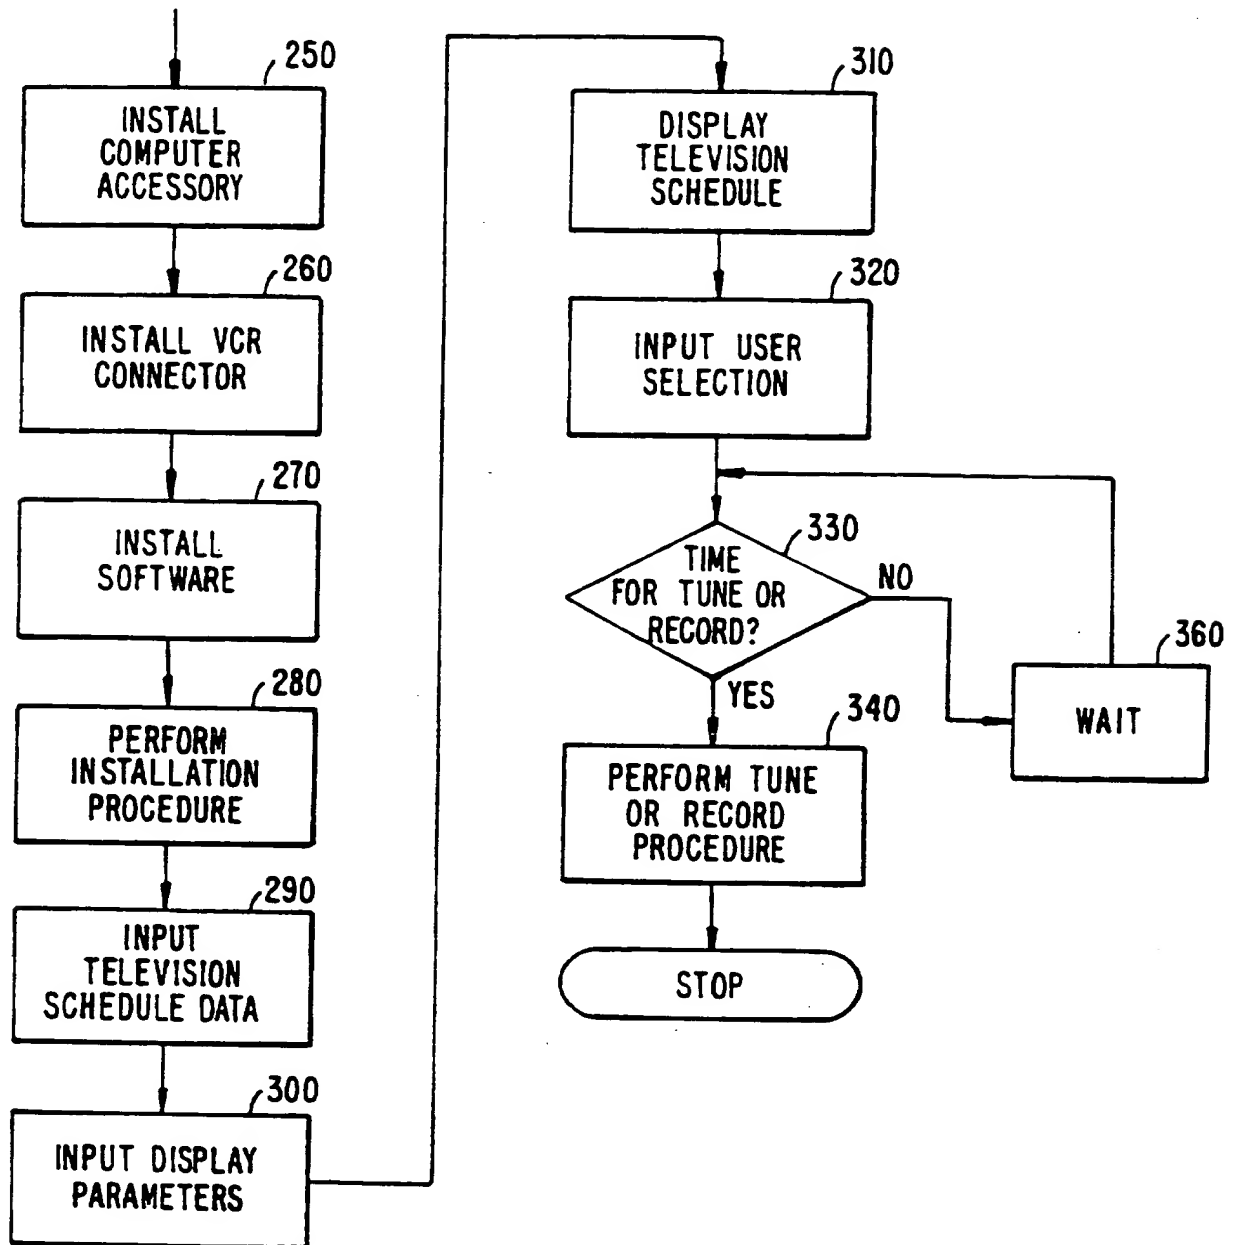 250
INSTALL
COMPUTER
ACCESSORY
260
INSTALL VCR
CONNECTOR
270
INSTALL
SOFTWARE
280
PERFORM
INSTALLATION
PROCEDURE
290
INPUT
TELEVISION
SCHEDULE DATA
300
INPUT DISPLAY
PARAMETERS
310
DISPLAY
TELEVISION
SCHEDULE
320
INPUT USER
SELECTION
330
TIME
FOR TUNE OR
RECORD?
NO
YES
360
WAIT
340
PERFORM TUNE
OR RECORD
PROCEDURE
STOP